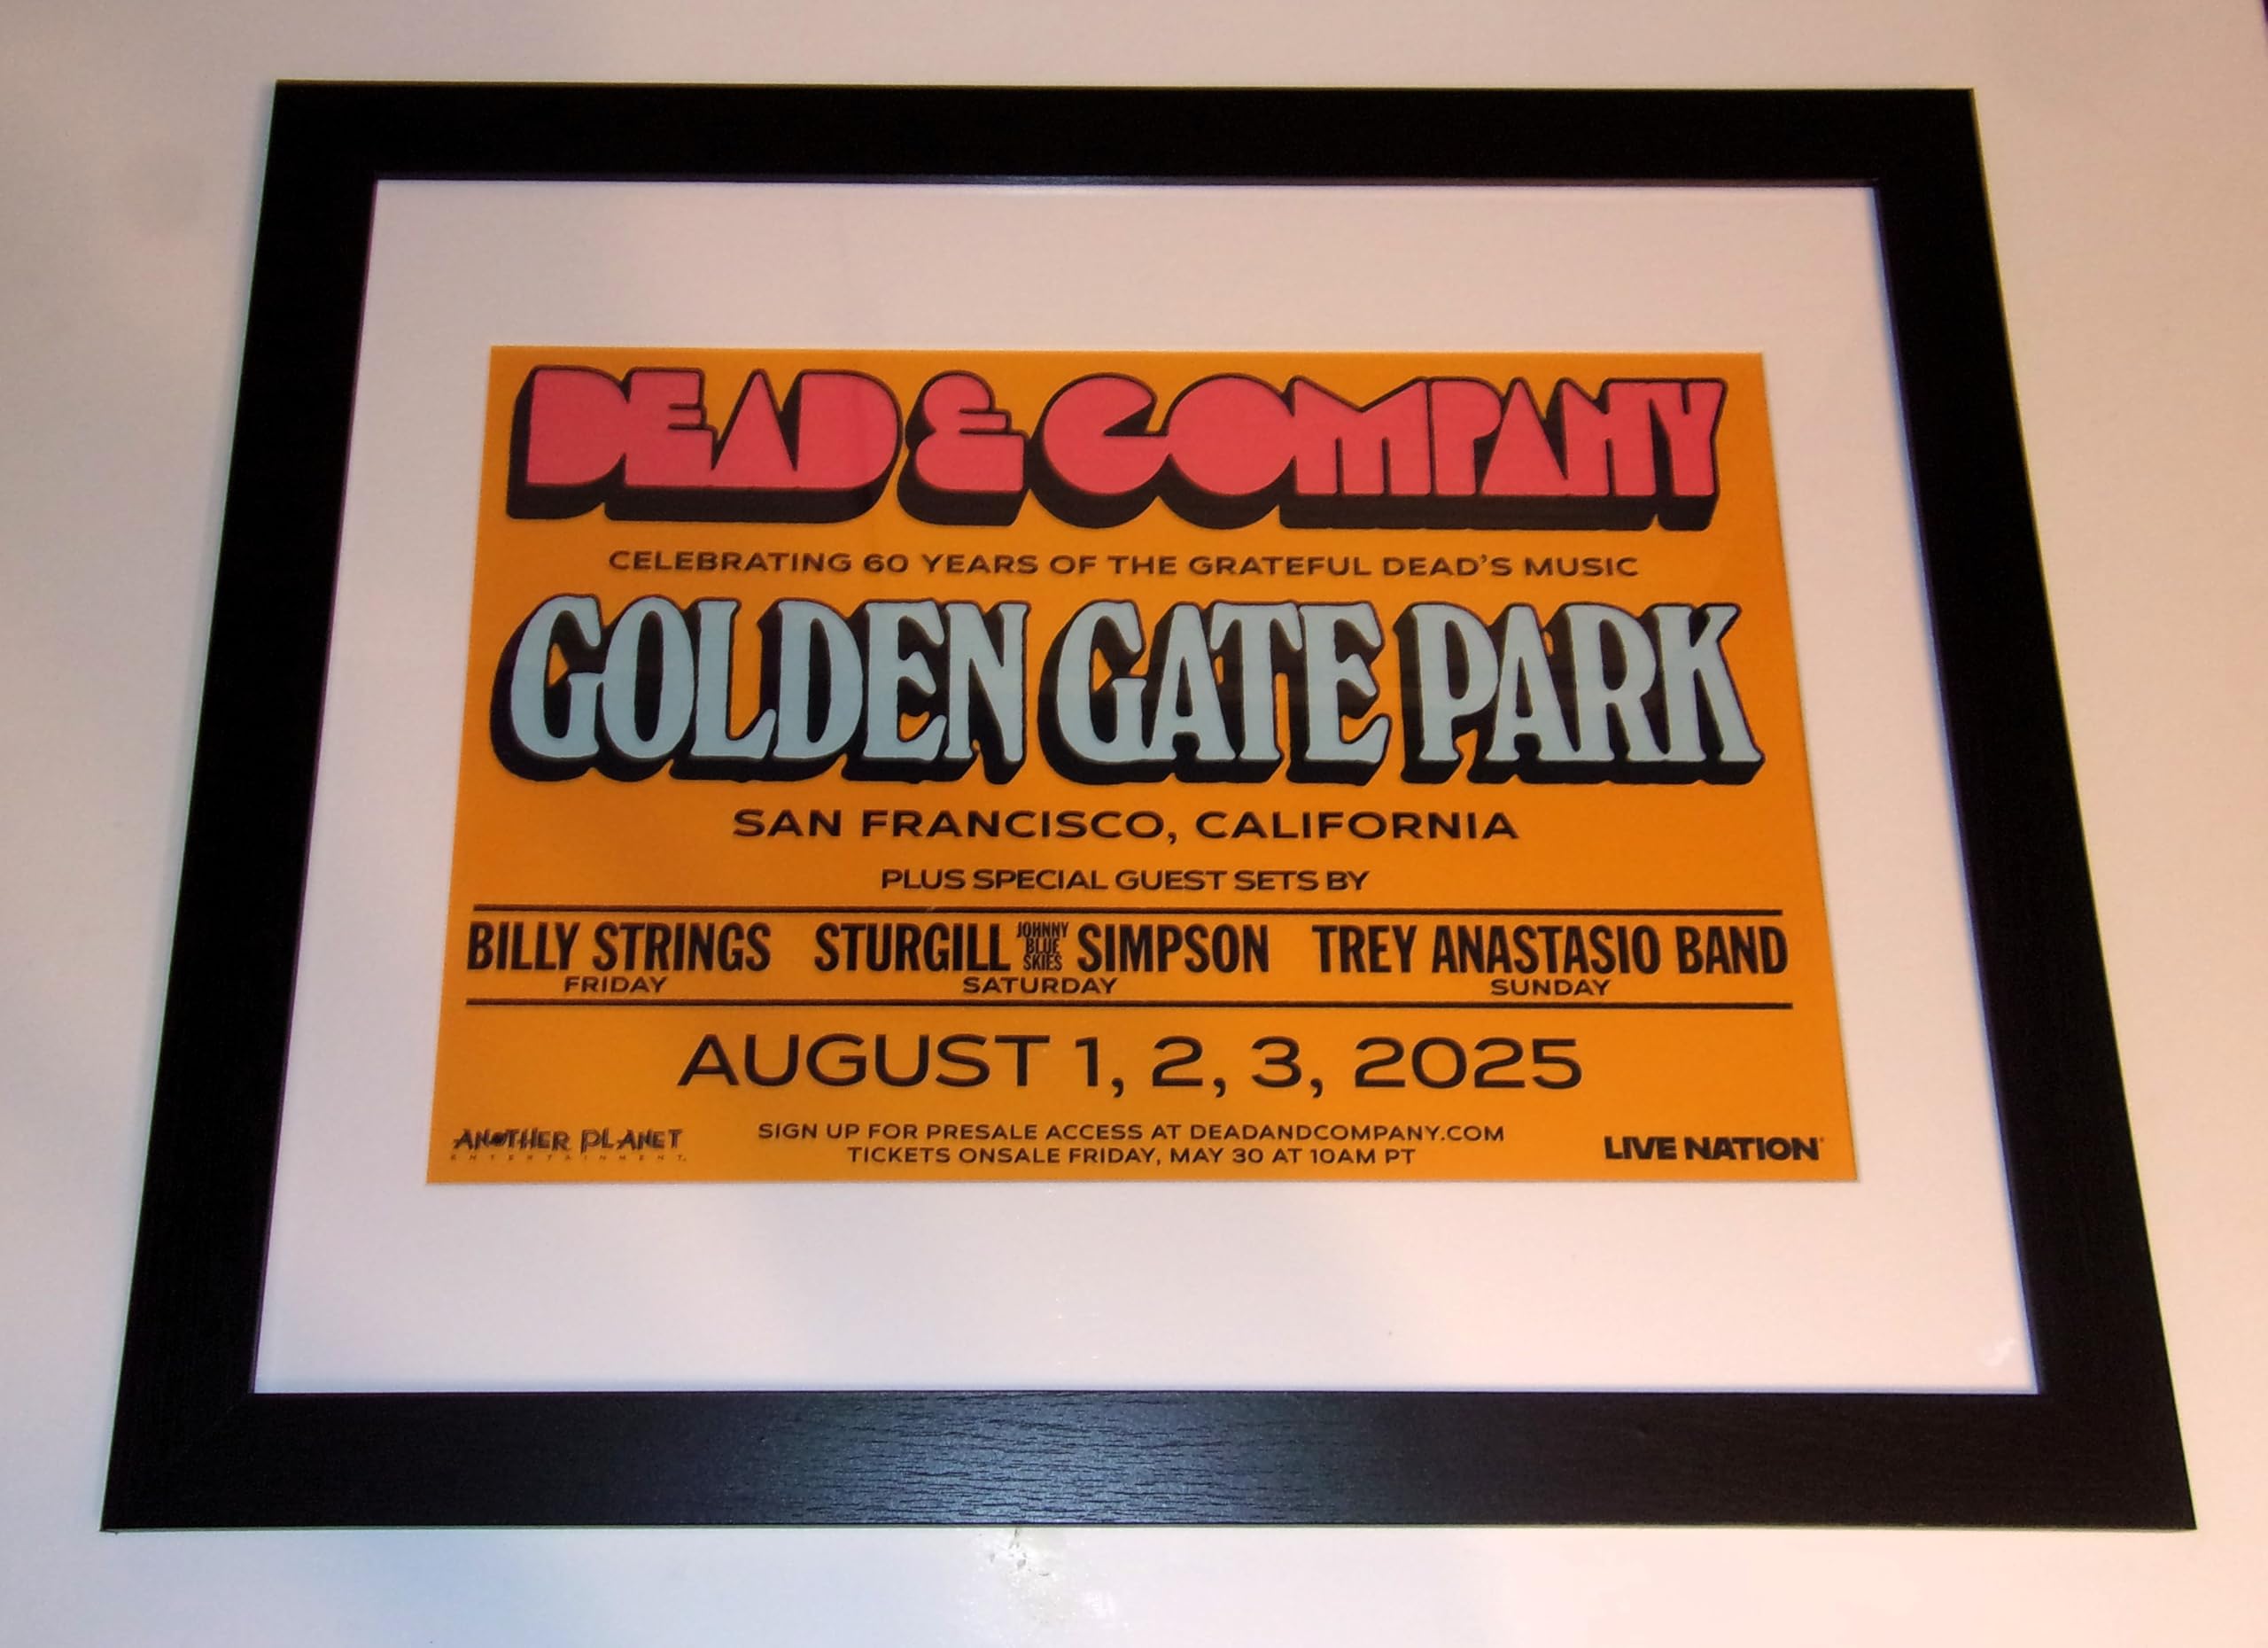 DEAD & COMPANY
CELEBRATING 60 YEARS OF THE GRATEFUL DEAD'S MUSIC
GOLDEN GATE PARK
SAN FRANCISCO, CALIFORNIA
PLUS SPECIAL GUEST SETS BY
BILLY STRINGS
FRIDAY
STURGILL JOHNNY BLUE SKIES SIMPSON
SATURDAY
TREY ANASTASIO BAND
SUNDAY
AUGUST 1, 2, 3, 2025
ANOTHER PLANET
ENTERTAINMENT
SIGN UP FOR PRESALE ACCESS AT DEADANDCOMPANY.COM
TICKETS ONSALE FRIDAY, MAY 30 AT 10AM PT
LIVE NATION